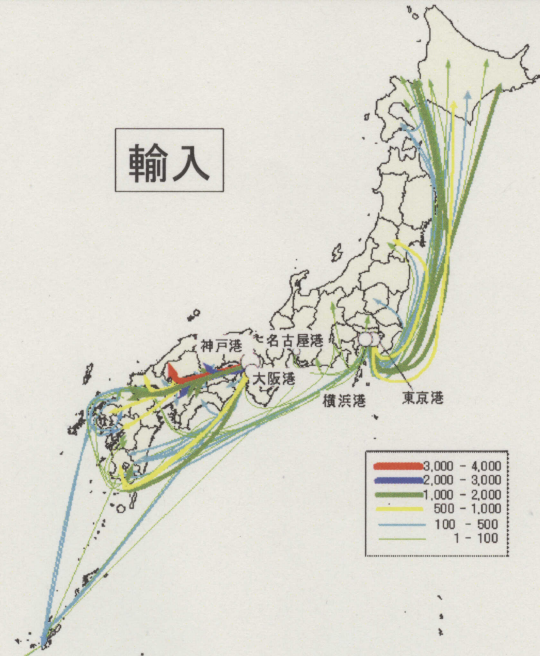 輸入
神戸港
名古屋港
大阪港
横浜港
東京港
3,000 - 4,000
2,000 - 3,000
1,000 - 2,000
500 - 1,000
100 - 500
1 - 100